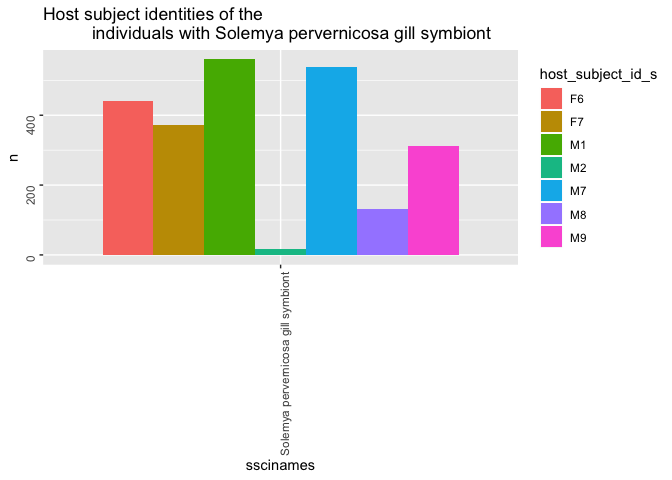 Host subject identities of the
individuals with Solemya pervernicosa gill symbiont
n
400
200
0
Solemya pervernicosa gill symbiont
sscinames
host_subject_id_s
F6
F7
M1
M2
M7
M8
M9